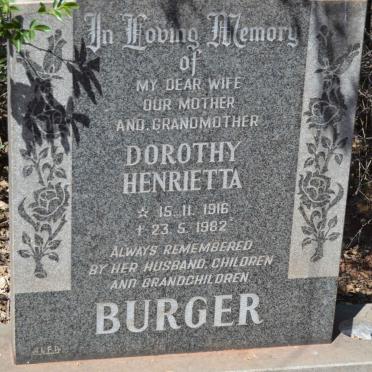 In Loving Memory
of
MY DEAR WIFE
OUR MOTHER
AND GRANDMOTHER
DOROTHY
HENRIETTA
☆ 15. 11. 1916
† 23. 5. 1982
ALWAYS REMEMBERED
BY HER HUSBAND, CHILDREN
AND GRANDCHILDREN
BURGER